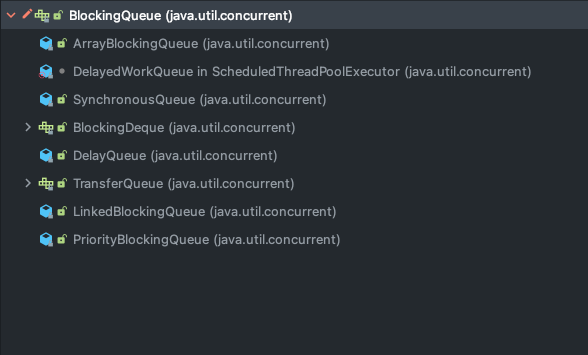 BlockingQueue (java.util.concurrent)
ArrayBlockingQueue (java.util.concurrent)
DelayedWorkQueue in ScheduledThreadPoolExecutor (java.util.concurrent)
SynchronousQueue (java.util.concurrent)
BlockingDeque (java.util.concurrent)
DelayQueue (java.util.concurrent)
TransferQueue (java.util.concurrent)
LinkedBlockingQueue (java.util.concurrent)
PriorityBlockingQueue (java.util.concurrent)